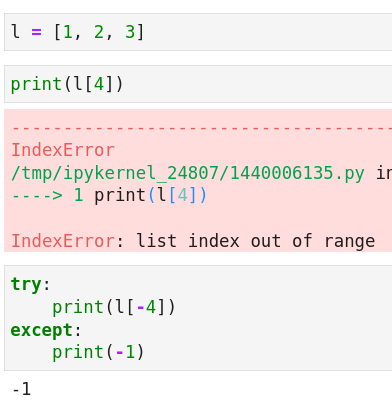 l = [1, 2, 3]
print(l[4])
---------------------------------------
IndexError
/tmp/ipykernel_24807/1440006135.py in
----> 1 print(l[4])
IndexError: list index out of range
try:
    print(l[-4])
except:
    print(-1)
-1